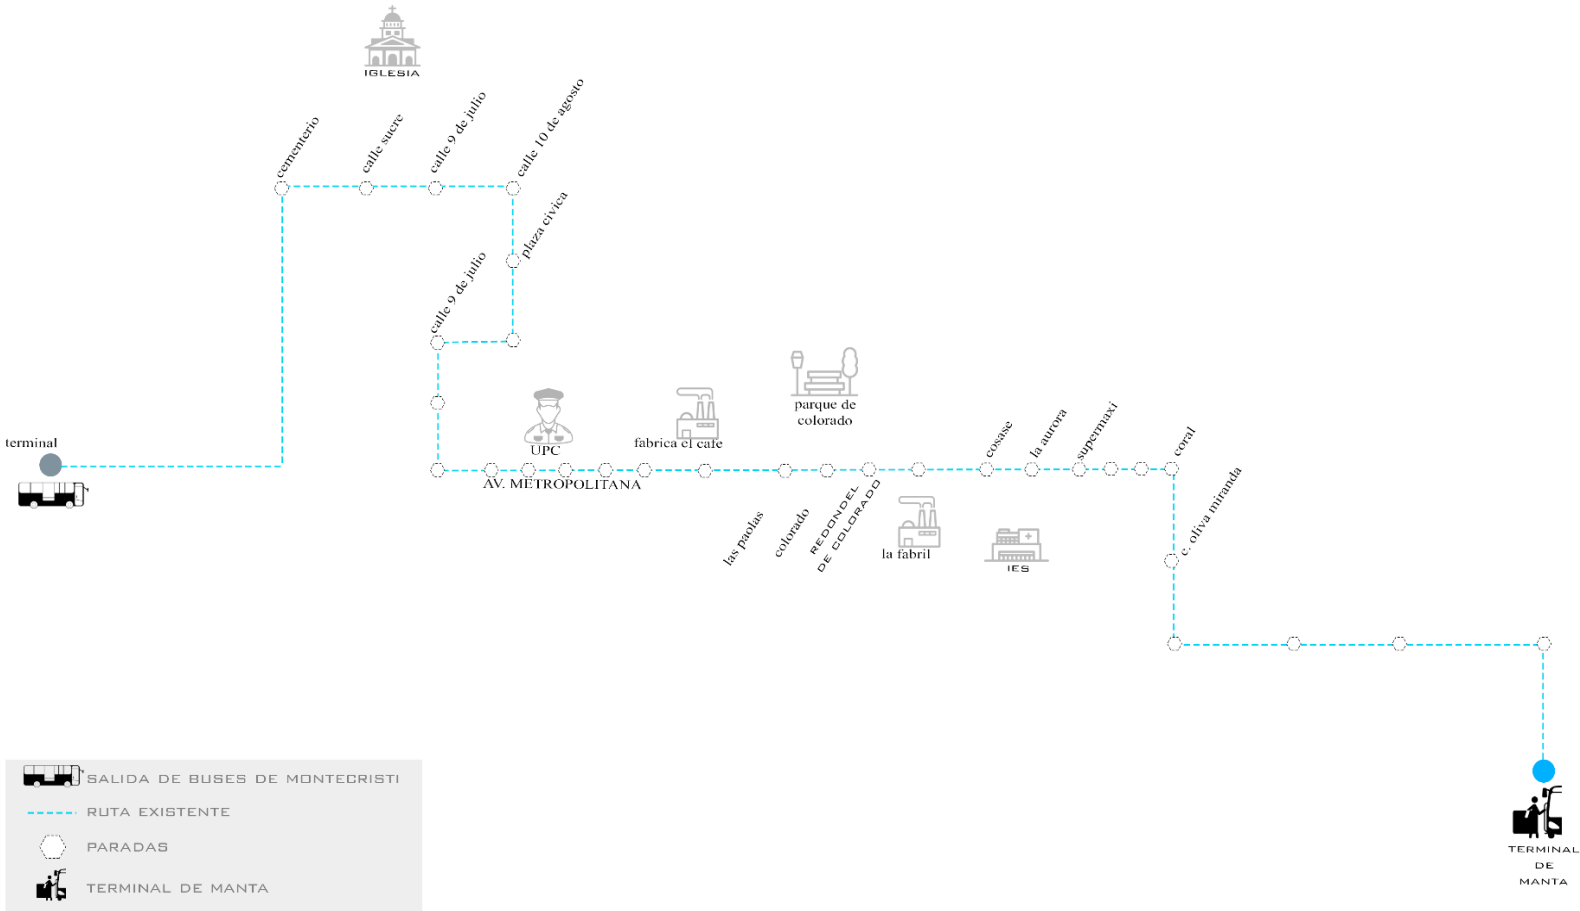 IGLESIA
cementerio
calle sucre
calle 9 de julio
calle 10 de agosto
plaza civica
calle 9 de julio
terminal
UPC
AV. METROPOLITANA
fabrica el cafe
parque de
colorado
las paolas
colorado
REDONDEL
DE COLORADO
la fabril
cosase
IES
la aurora
supermaxi
coral
c. oliva miranda
TERMINAL
DE
MANTA
SALIDA DE BUSES DE MONTECRISTI
RUTA EXISTENTE
PARADAS
TERMINAL DE MANTA